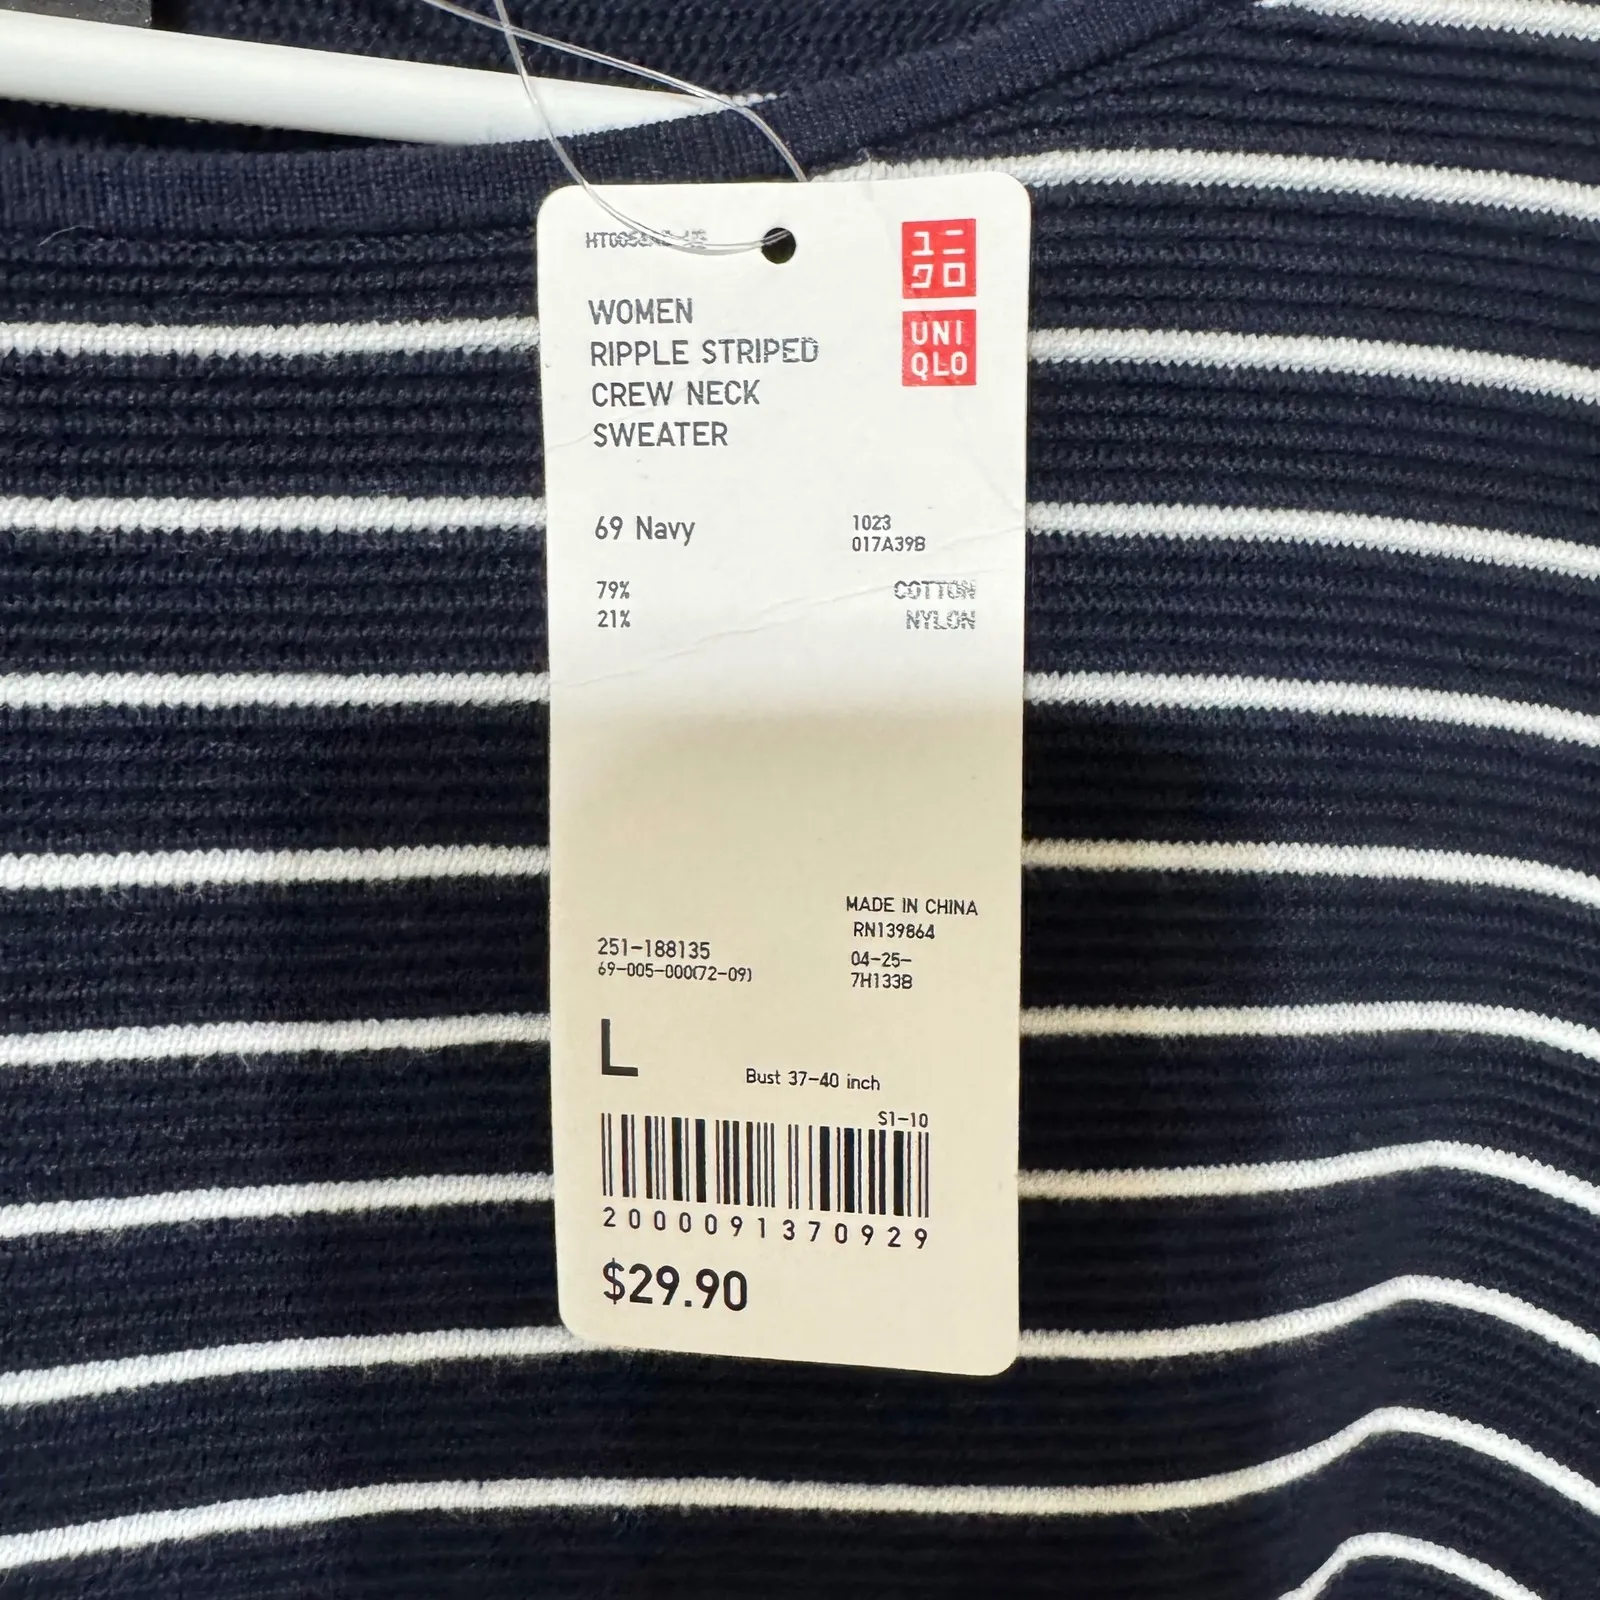 ユニ
クロ
UNI
QLO
WOMEN
RIPPLE STRIPED
CREW NECK
SWEATER
69 Navy
1023
017A39B
79% COTTON
21% NYLON
MADE IN CHINA
RN139864
251-188135
69-005-000(72-09)
04-25-
7H133B
L
Bust 37-40 inch
S1-10
2000091370929
$29.90